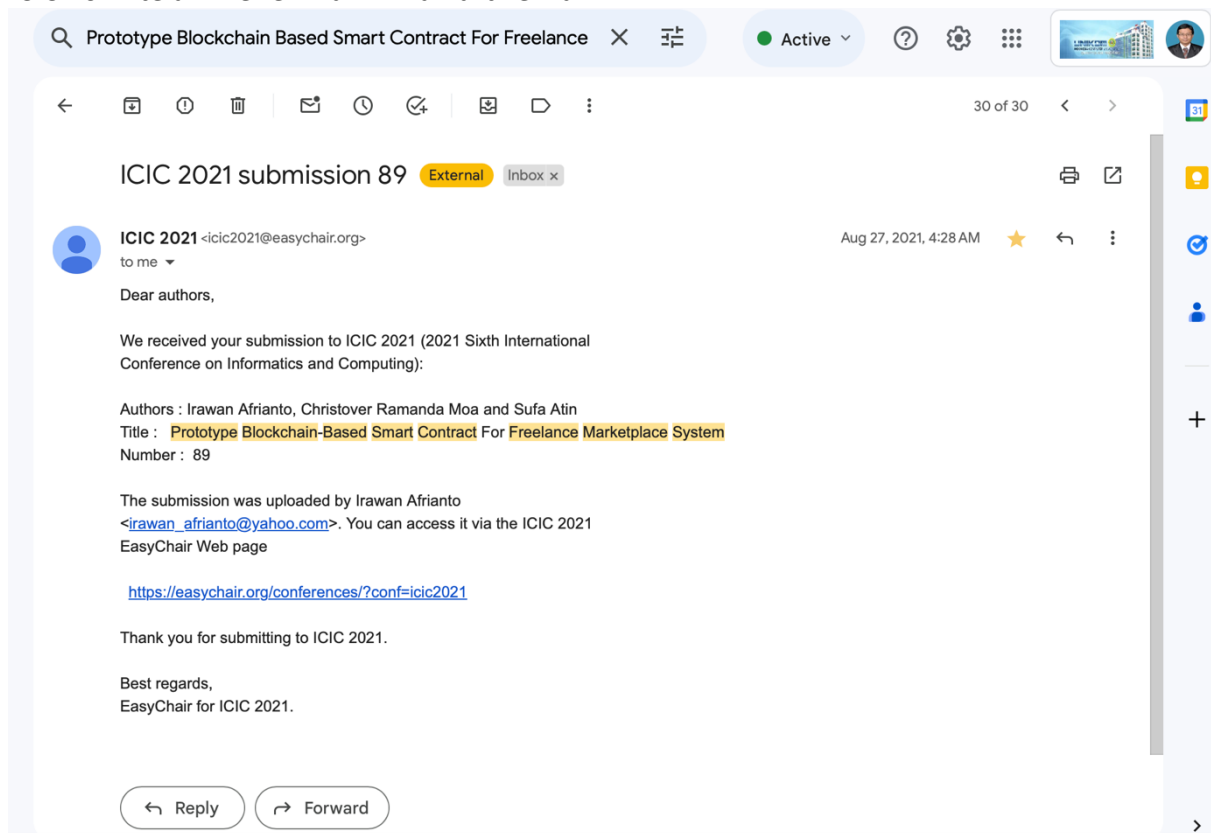 Prototype Blockchain Based Smart Contract For Freelance
Active
30 of 30
31
ICIC 2021 submission 89 External Inbox ×
ICIC 2021 <icic2021@easychair.org> Aug 27, 2021, 4:28 AM
to me
Dear authors,
We received your submission to ICIC 2021 (2021 Sixth International
Conference on Informatics and Computing):
Authors : Irawan Afrianto, Christover Ramanda Moa and Sufa Atin
Title : Prototype Blockchain-Based Smart Contract For Freelance Marketplace System
Number : 89
The submission was uploaded by Irawan Afrianto
<irawan_afrianto@yahoo.com>. You can access it via the ICIC 2021
EasyChair Web page
https://easychair.org/conferences/?conf=icic2021
Thank you for submitting to ICIC 2021.
Best regards,
EasyChair for ICIC 2021.
Reply
Forward